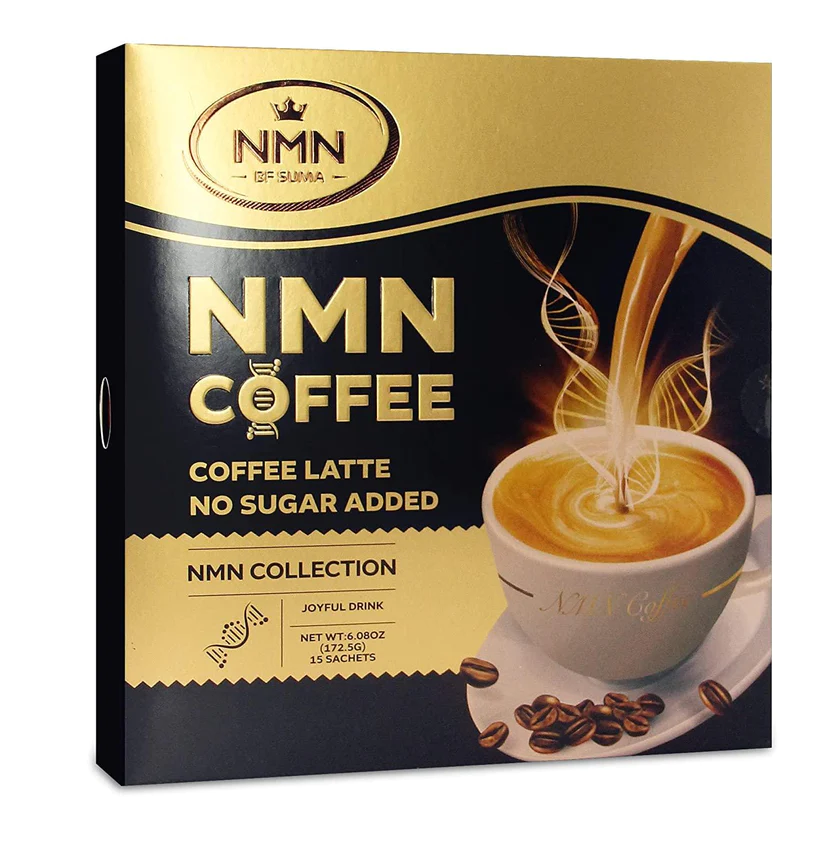 NMN
BF SUMA
NMN
COFFEE
COFFEE LATTE
NO SUGAR ADDED
NMN COLLECTION
JOYFUL DRINK
NET WT:6.08OZ
(172.5G)
15 SACHETS
NMN Coffee